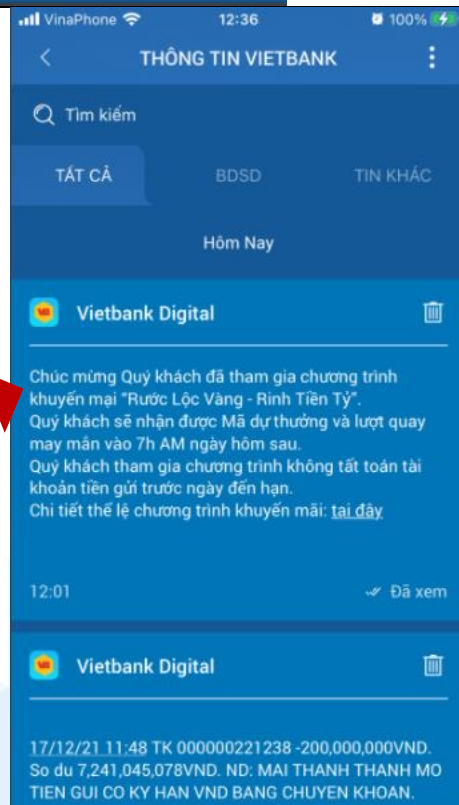 VinaPhone 12:36 100%
THÔNG TIN VIETBANK
Tìm kiếm
TẤT CẢ BDSD TIN KHÁC
Hôm Nay
Vietbank Digital
Chúc mừng Quý khách đã tham gia chương trình
khuyến mại "Rước Lộc Vàng - Rinh Tiền Tỷ".
Quý khách sẽ nhận được Mã dự thưởng và lượt quay
may mắn vào 7h AM ngày hôm sau.
Quý khách tham gia chương trình không tất toán tài
khoản tiền gửi trước ngày đến hạn.
Chi tiết thể lệ chương trình khuyến mãi: tại đây
12:01 Đã xem
Vietbank Digital
17/12/21 11:48 TK 000000221238 -200,000,000VND.
So du 7,241,045,078VND. ND: MAI THANH THANH MO
TIEN GUI CO KY HAN VND BANG CHUYEN KHOAN.